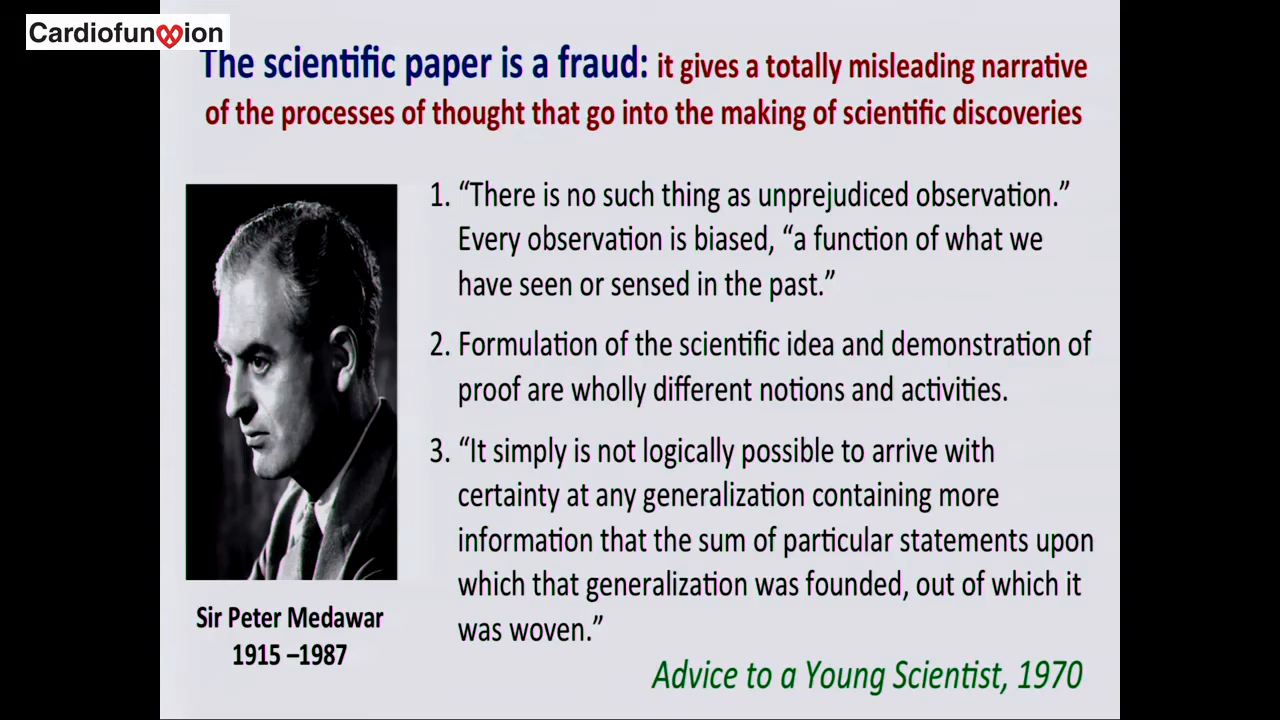 Cardiofunion
The scientific paper is a fraud: it gives a totally misleading narrative
of the processes of thought that go into the making of scientific discoveries
1. “There is no such thing as unprejudiced observation.”
Every observation is biased, “a function of what we
have seen or sensed in the past.”
2. Formulation of the scientific idea and demonstration of
proof are wholly different notions and activities.
3. “It simply is not logically possible to arrive with
certainty at any generalization containing more
information that the sum of particular statements upon
which that generalization was founded, out of which it
was woven.”
Sir Peter Medawar
1915 –1987
Advice to a Young Scientist, 1970